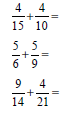 4/15 + 4/10 =
5/6 + 5/9 =
9/14 + 4/21 =